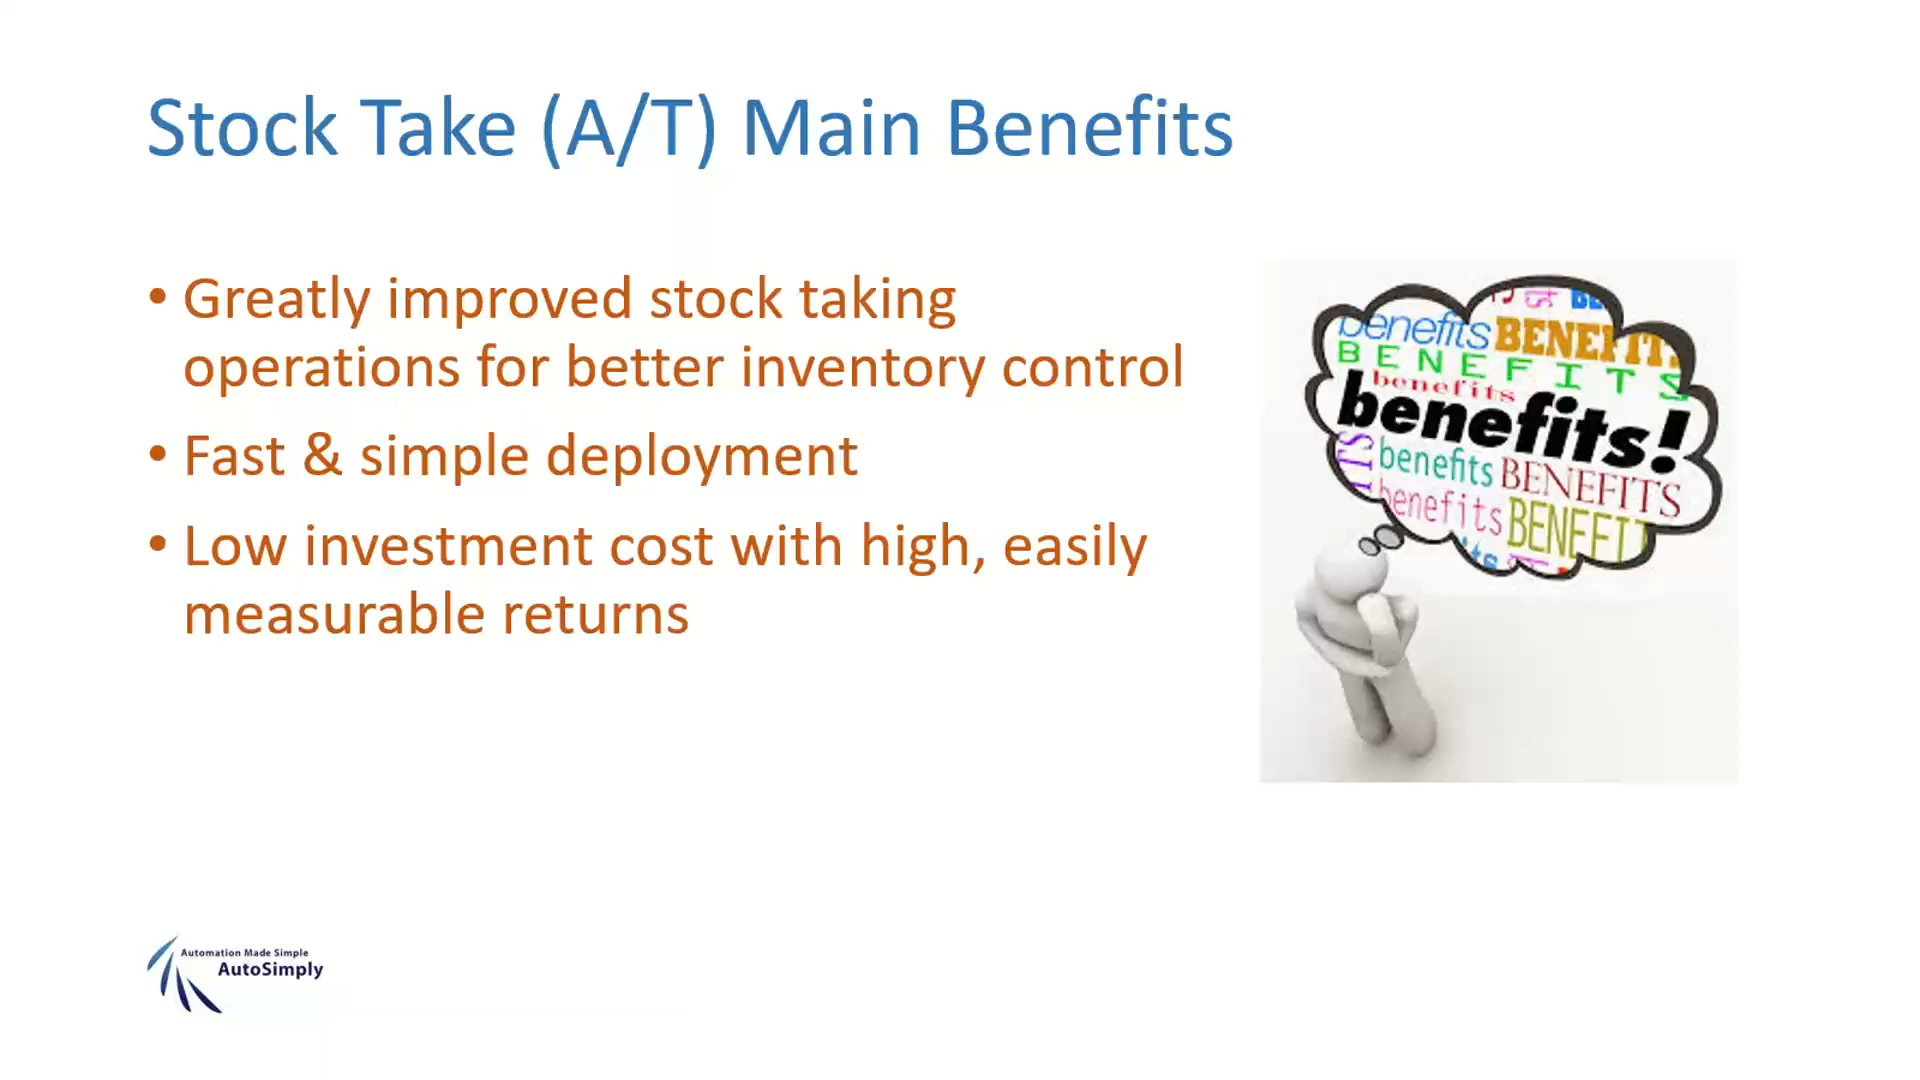 Stock Take (A/T) Main Benefits
• Greatly improved stock taking
operations for better inventory control
• Fast & simple deployment
• Low investment cost with high, easily
measurable returns
benefits BENEFITS
BENEFITS
benefits
benefits!
benefits BENEFITS
benefits BENEFIT
Automation Made Simple
AutoSimply